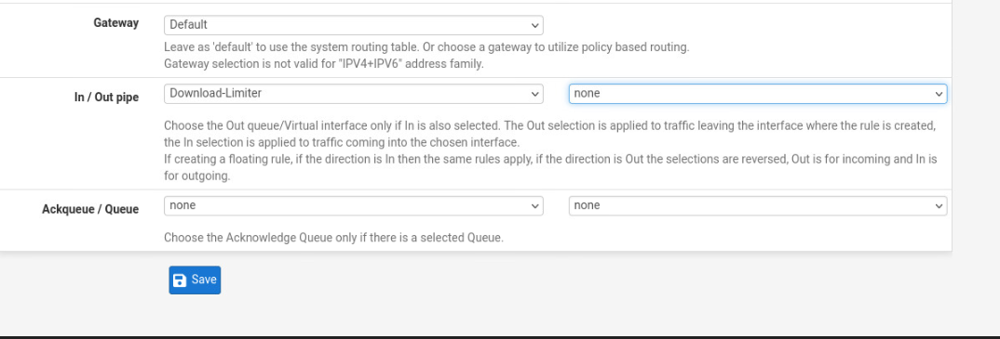 Gateway
Default
Leave as 'default' to use the system routing table. Or choose a gateway to utilize policy based routing.
Gateway selection is not valid for "IPV4+IPV6" address family.
In / Out pipe
Download-Limiter
none
Choose the Out queue/Virtual interface only if In is also selected. The Out selection is applied to traffic leaving the interface where the rule is created,
the In selection is applied to traffic coming into the chosen interface.
If creating a floating rule, if the direction is In then the same rules apply, if the direction is Out the selections are reversed, Out is for incoming and In is
for outgoing.
Ackqueue / Queue
none
none
Choose the Acknowledge Queue only if there is a selected Queue.
Save